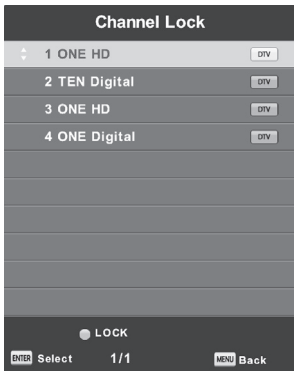 Channel Lock
1 ONE HD DTV
2 TEN Digital DTV
3 ONE HD DTV
4 ONE Digital DTV
LOCK
ENTER Select 1/1 MENU Back